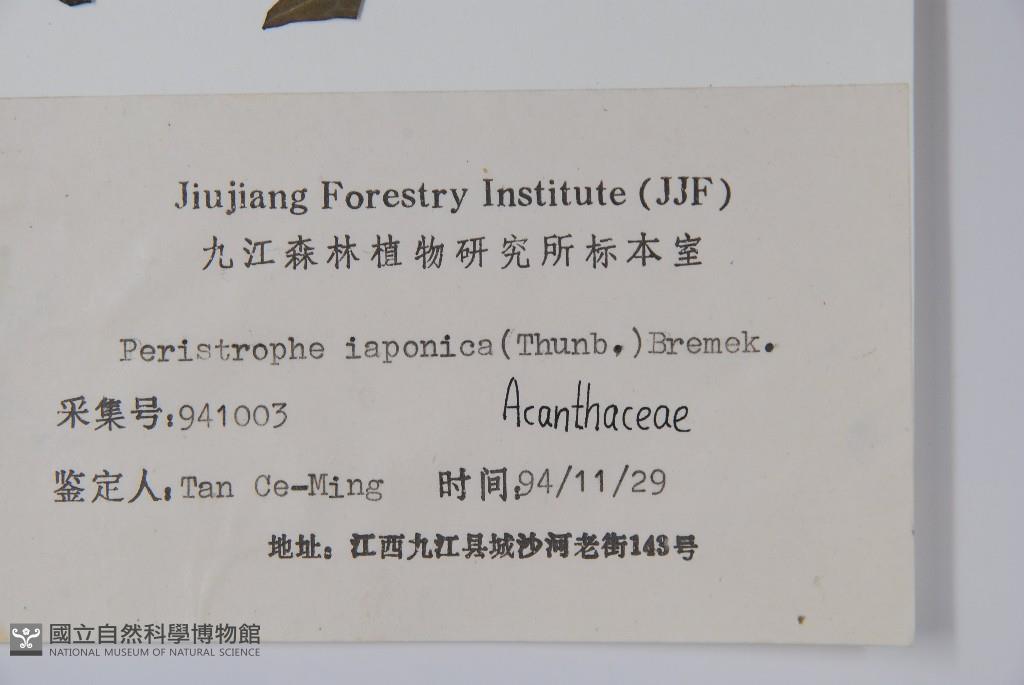 Jiujiang Forestry Institute (JJF)
九江森林植物研究所标本室
Peristrophe iaponica(Thunb.)Bremek.
采集号:941003
Acanthaceae
鉴定人:Tan Ce-Ming 时间:94/11/29
地址:江西九江县城沙河老街143号
國立自然科學博物館
NATIONAL MUSEUM OF NATURAL SCIENCE